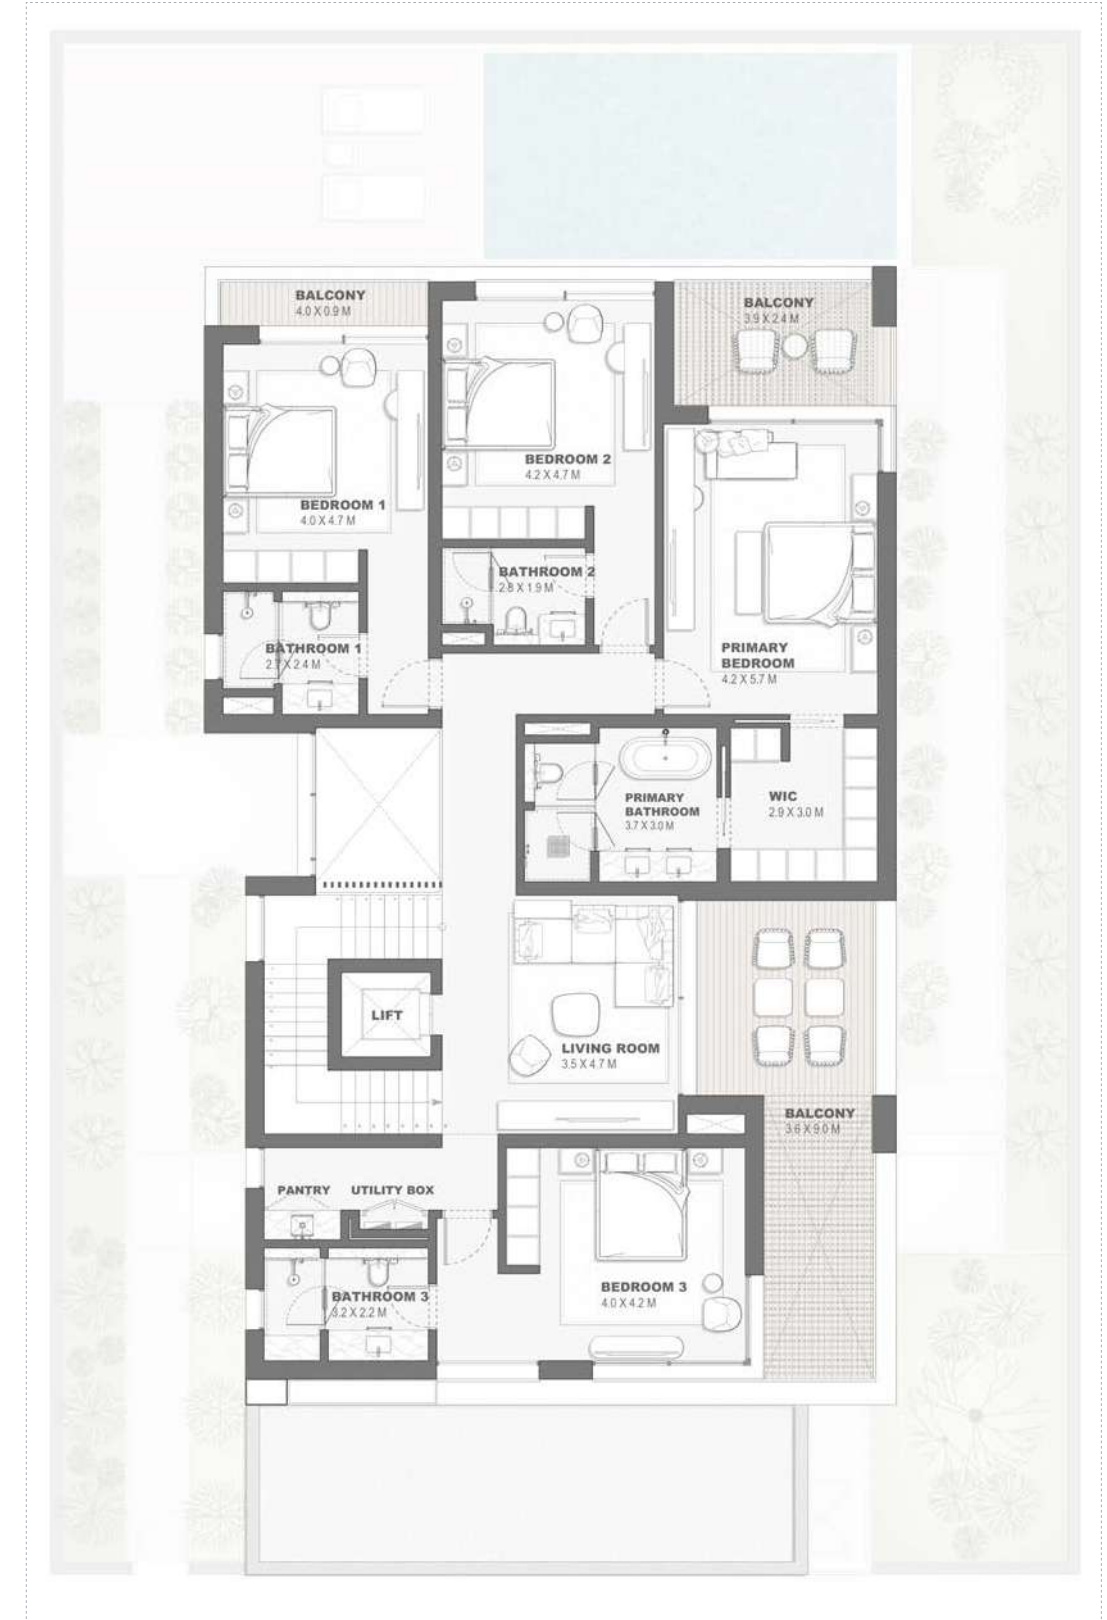 BALCONY
4.0 X 0.9 M
BALCONY
3.9 X 2.4 M
BEDROOM 2
4.2 X 4.7 M
BEDROOM 1
4.0 X 4.7 M
BATHROOM 2
2.8 X 1.9 M
BATHROOM 1
2.7 X 2.4 M
PRIMARY
BEDROOM
4.2 X 5.7 M
PRIMARY
BATHROOM
3.7 X 3.0 M
WIC
2.9 X 3.0 M
LIFT
LIVING ROOM
3.5 X 4.7 M
BALCONY
3.6 X 9.0 M
PANTRY
UTILITY BOX
BEDROOM 3
4.0 X 4.2 M
BATHROOM 3
3.2 X 2.2 M